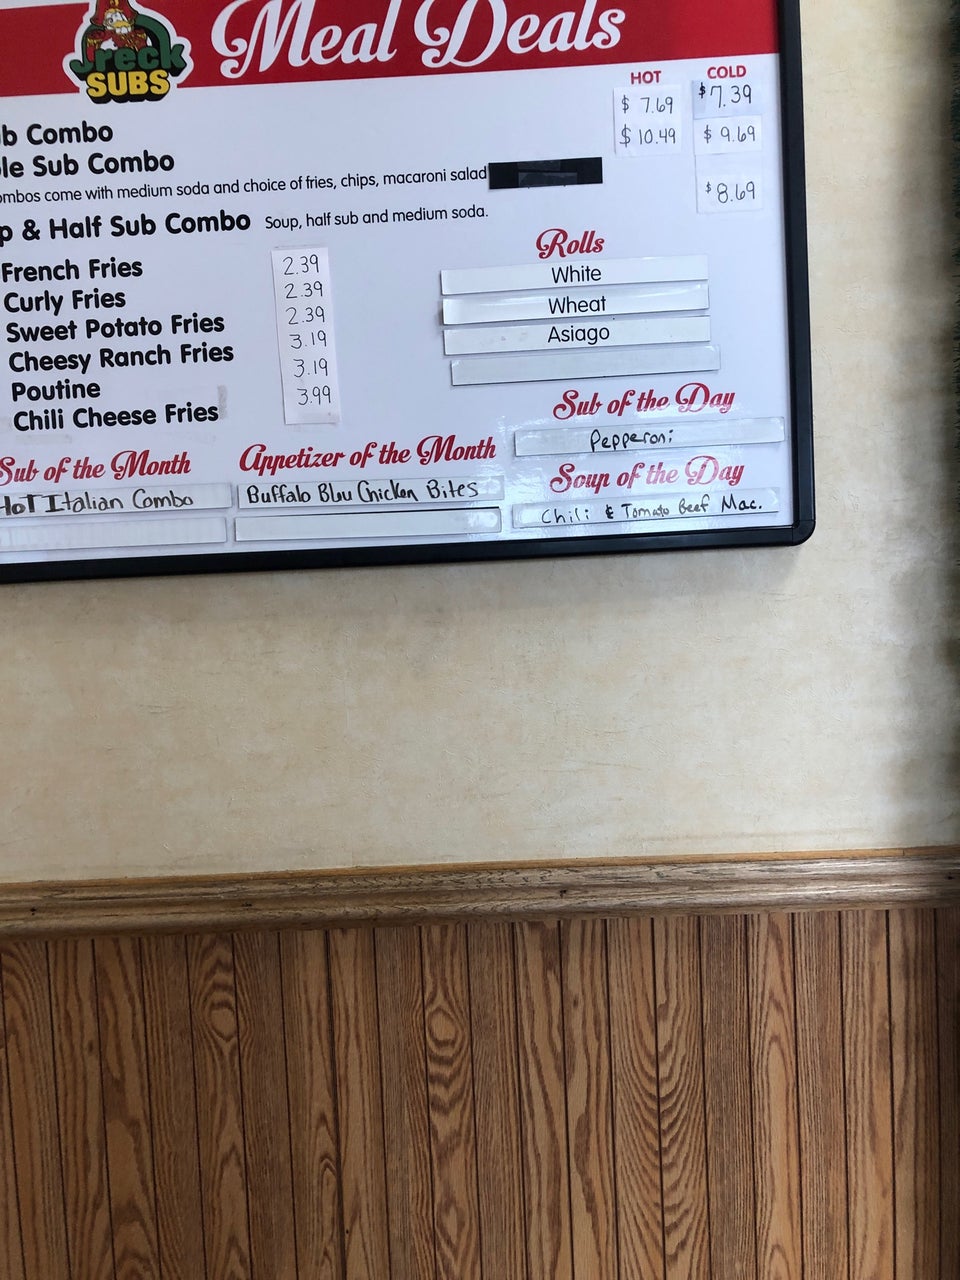 Jreck
SUBS
Meal Deals
HOT COLD
b Combo $ 7.69 $7.39
le Sub Combo $ 10.49 $ 9.69
ombos come with medium soda and choice of fries, chips, macaroni salad
p & Half Sub Combo Soup, half sub and medium soda. $8.69
French Fries 2.39
Curly Fries 2.39
Sweet Potato Fries 2.39
Cheesy Ranch Fries 3.19
Poutine 3.19
Chili Cheese Fries 3.99
Rolls
White
Wheat
Asiago
Sub of the Day
Pepperoni
Soup of the Day
Chili & Tomato Beef Mac.
Sub of the Month
HoT Italian Combo
Appetizer of the Month
Buffalo Bleu Chicken Bites